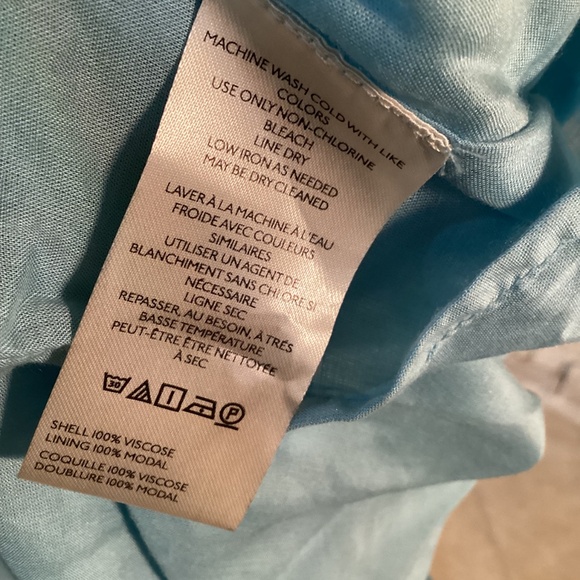 MACHINE WASH COLD WITH LIKE
COLORS
USE ONLY NON-CHLORINE
BLEACH
LINE DRY
LOW IRON AS NEEDED
MAY BE DRY CLEANED
LAVER À LA MACHINE À L'EAU
FROIDE AVEC COULEURS
SIMILAIRES
UTILISER UN AGENT DE
BLANCHIMENT SANS CHLORE SI
NÉCESSAIRE
LIGNE SEC
REPASSER, AU BESOIN, À TRÉS
BASSE TEMPÉRATURE
PEUT-ÊTRE ÊTRE NETTOYÉE
À SEC
30 P
SHELL 100% VISCOSE
LINING 100% MODAL
COQUILLE 100% VISCOSE
DOUBLURE 100% MODAL